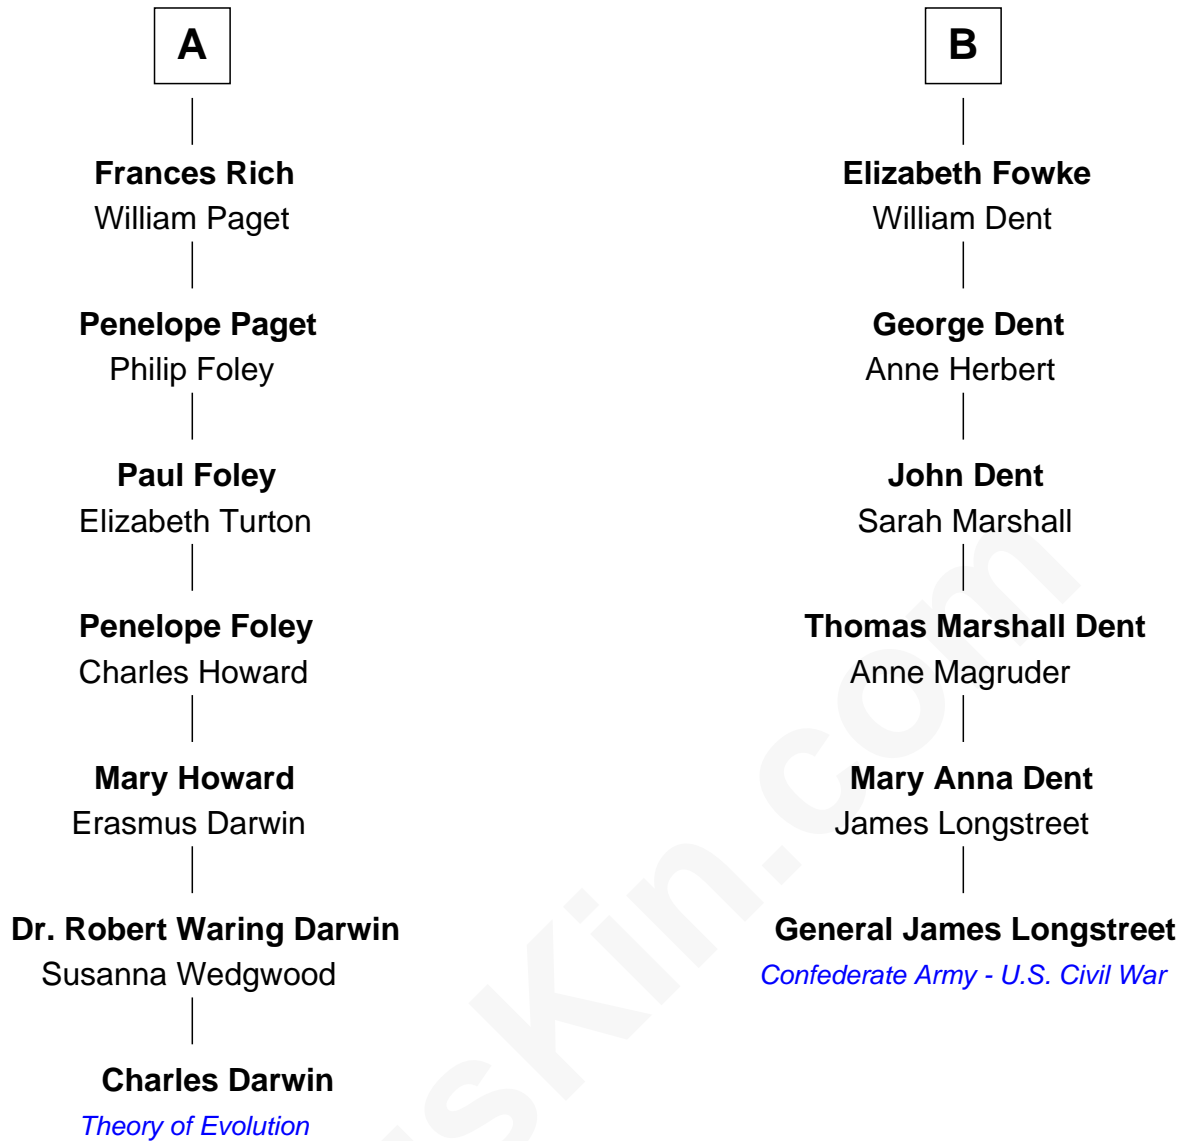 A
Frances Rich
William Paget
Penelope Paget
Philip Foley
Paul Foley
Elizabeth Turton
Penelope Foley
Charles Howard
Mary Howard
Erasmus Darwin
Dr. Robert Waring Darwin
Susanna Wedgwood
Charles Darwin
Theory of Evolution
B
Elizabeth Fowke
William Dent
George Dent
Anne Herbert
John Dent
Sarah Marshall
Thomas Marshall Dent
Anne Magruder
Mary Anna Dent
James Longstreet
General James Longstreet
Confederate Army - U.S. Civil War
usKin.com